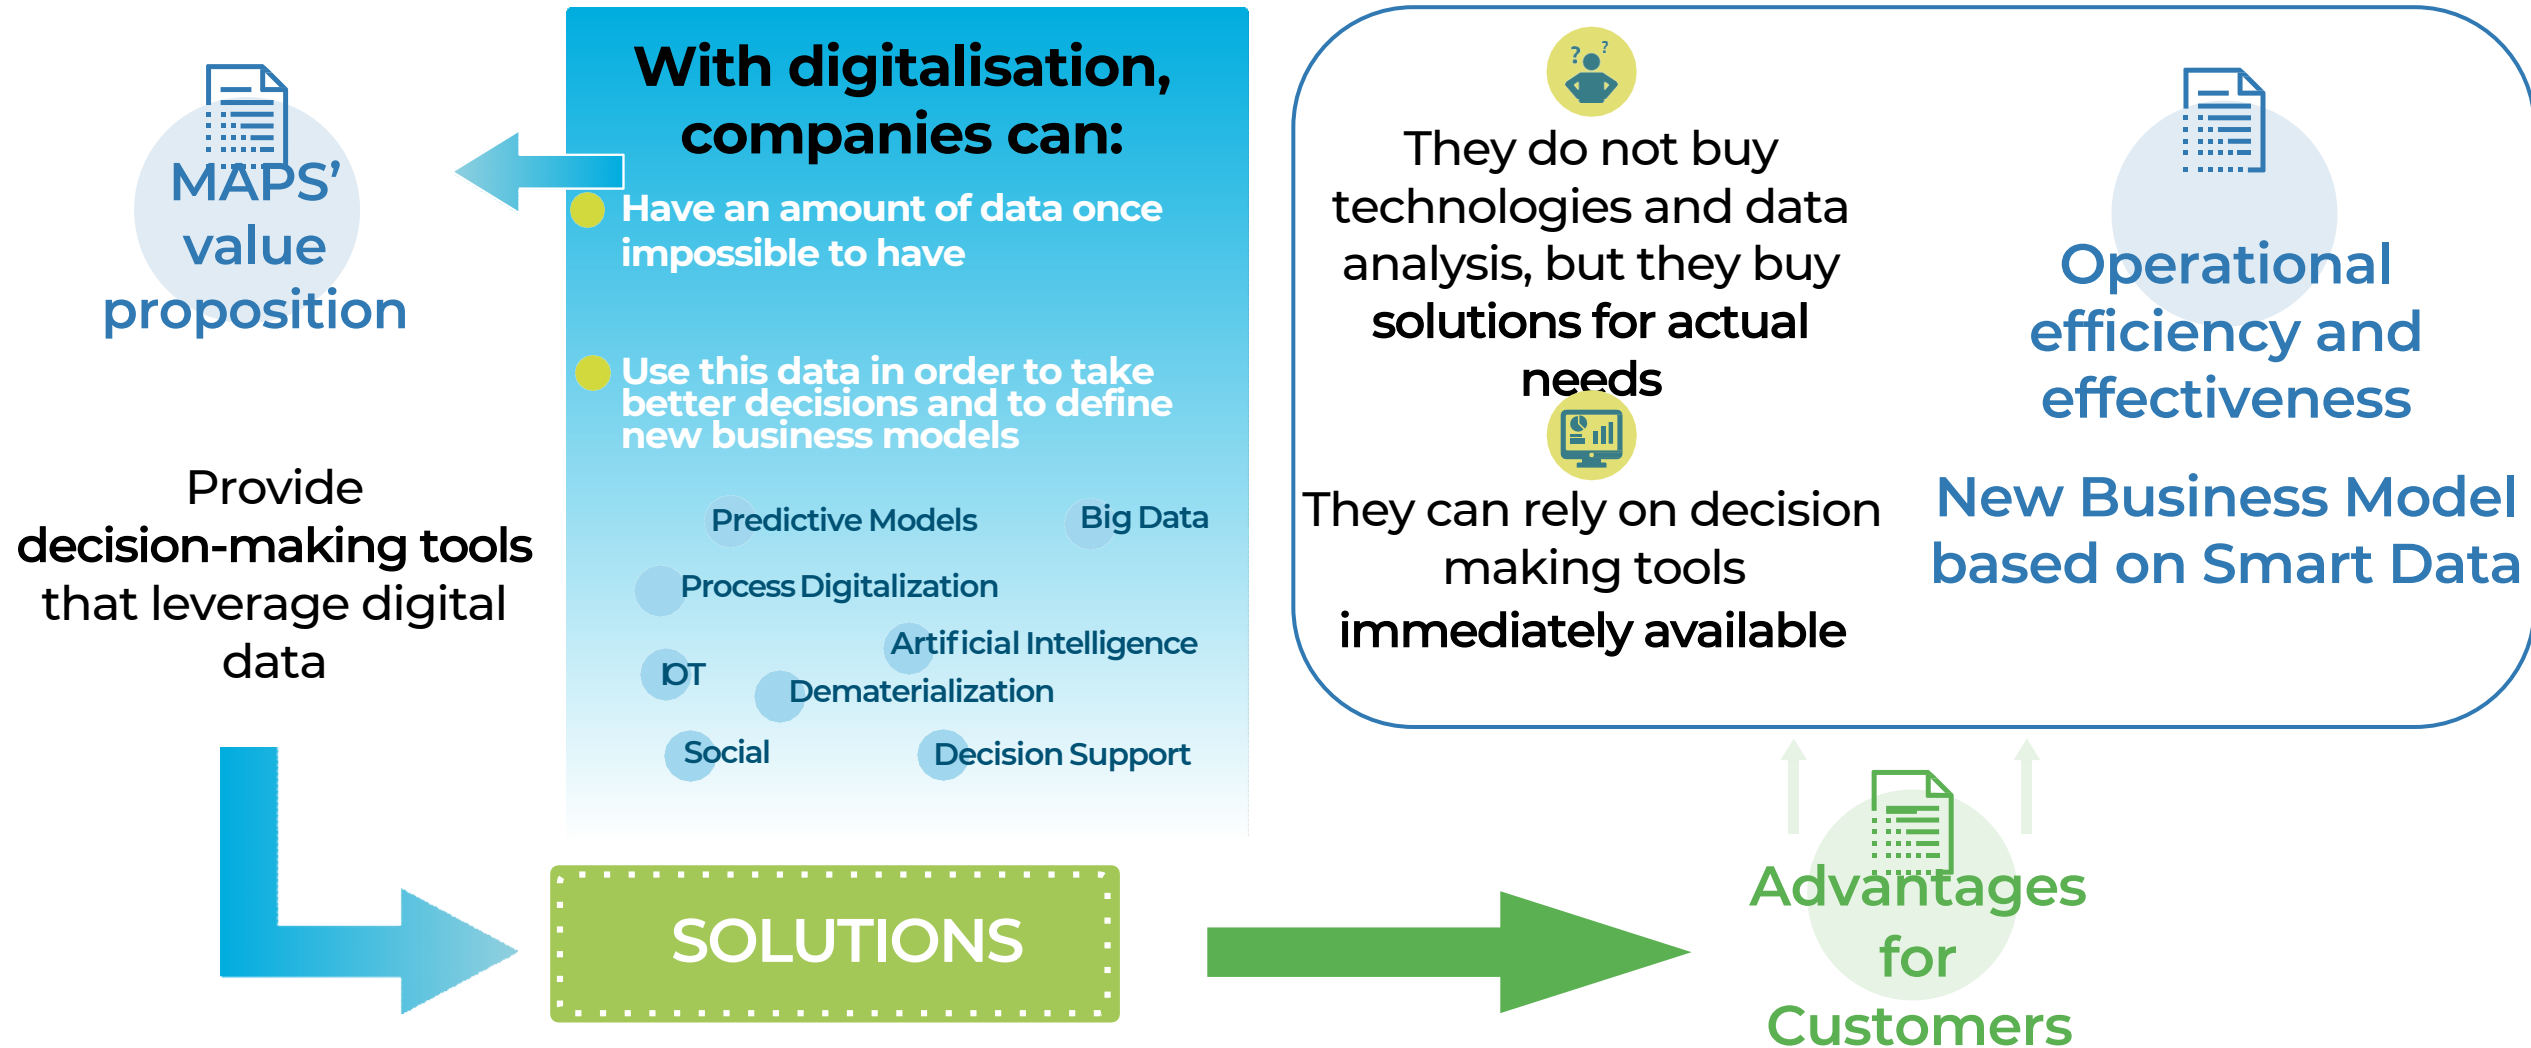 MAPS’
value
proposition
Provide
decision-making tools
that leverage digital
data
With digitalisation,
companies can:
Have an amount of data once
impossible to have
Use this data in order to take
better decisions and to define
new business models
Predictive Models
Big Data
Process Digitalization
Artificial Intelligence
IOT
Dematerialization
Social
Decision Support
SOLUTIONS
? ?
They do not buy
technologies and data
analysis, but they buy
solutions for actual
needs
They can rely on decision
making tools
immediately available
Operational
efficiency and
effectiveness
New Business Model
based on Smart Data
Advantages
for
Customers